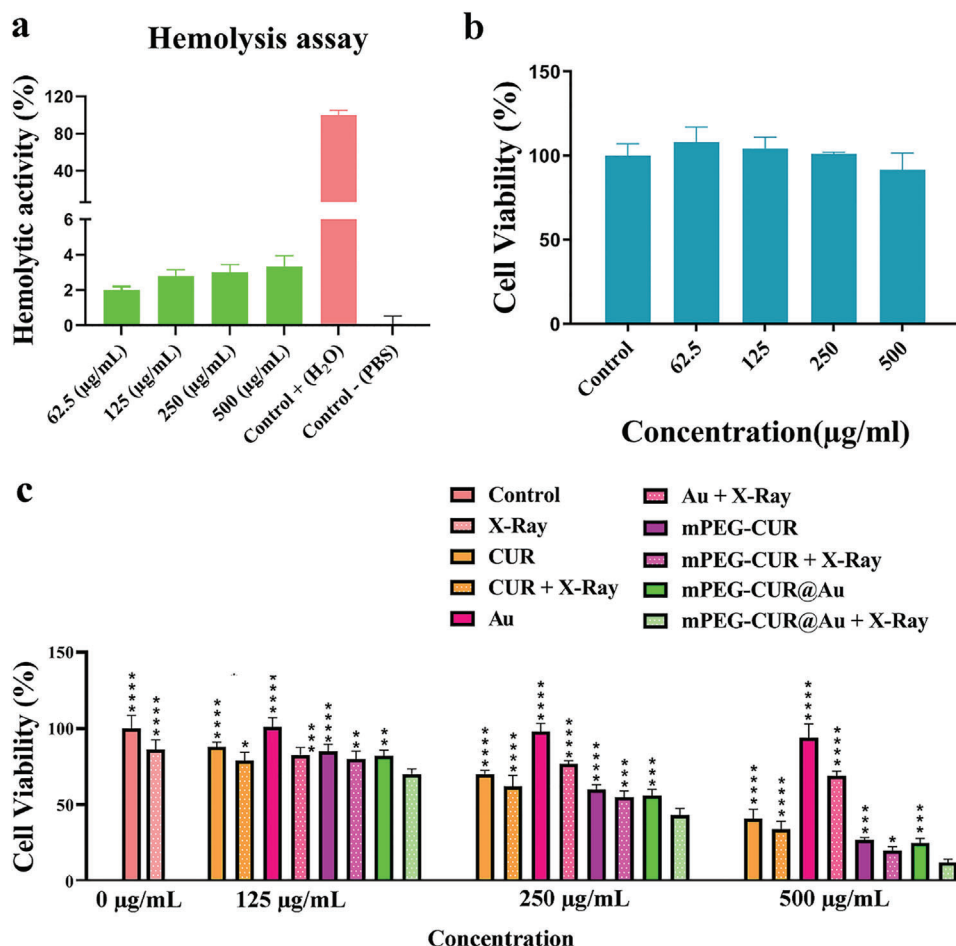 a
Hemolysis assay
Hemolytic activity (%)
120
80
40
6
4
2
0
62.5 (µg/mL)
125 (µg/mL)
250 (µg/mL)
500 (µg/mL)
Control + (H₂O)
Control - (PBS)
b
Cell Viability (%)
150
100
50
0
Control
62.5
125
250
500
Concentration(µg/ml)
c
Control
X-Ray
CUR
CUR + X-Ray
Au
Au + X-Ray
mPEG-CUR
mPEG-CUR + X-Ray
mPEG-CUR@Au
mPEG-CUR@Au + X-Ray
Cell Viability (%)
150
100
50
0
**** **** **** * **** *** **** ** **
**** **** **** **** **** *** ***
**** **** **** **** *** * ***
0 µg/mL
125 µg/mL
250 µg/mL
500 µg/mL
Concentration